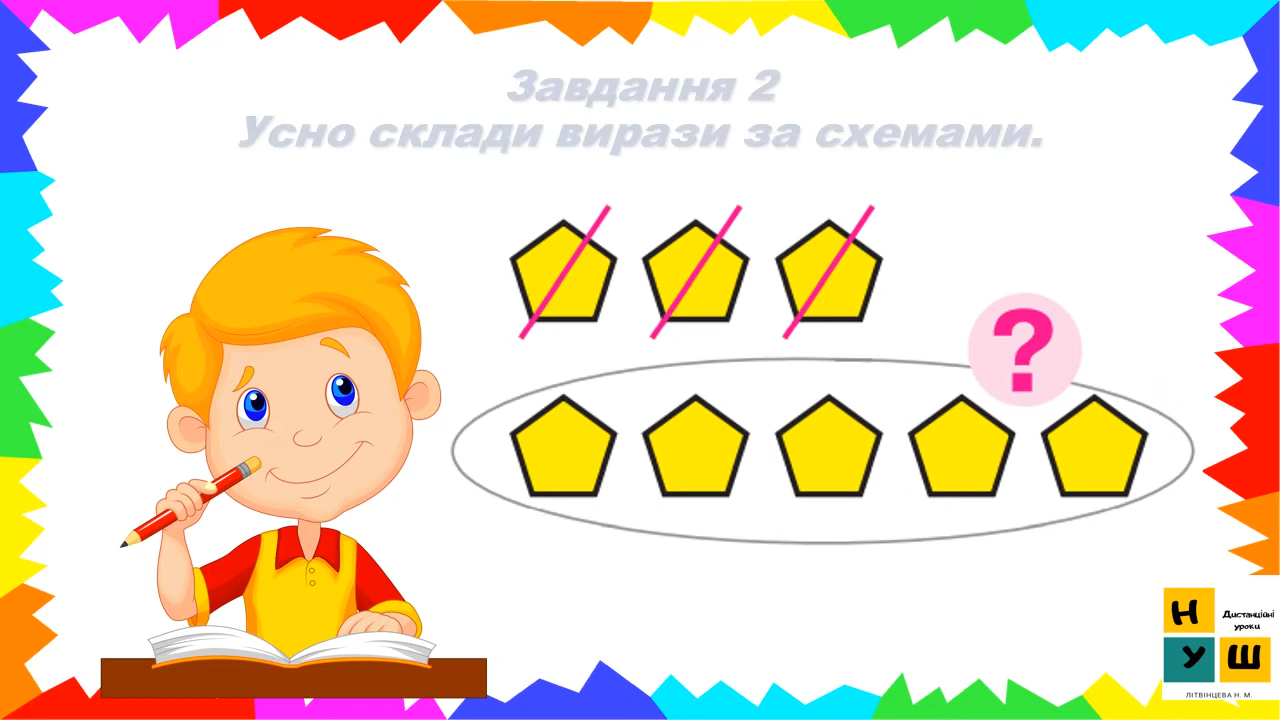 Завдання 2
Усно склади вирази за схемами.
?
Н
Дистанційні
уроки
У Ш
ЛІТВІНЦЕВА Н. М.